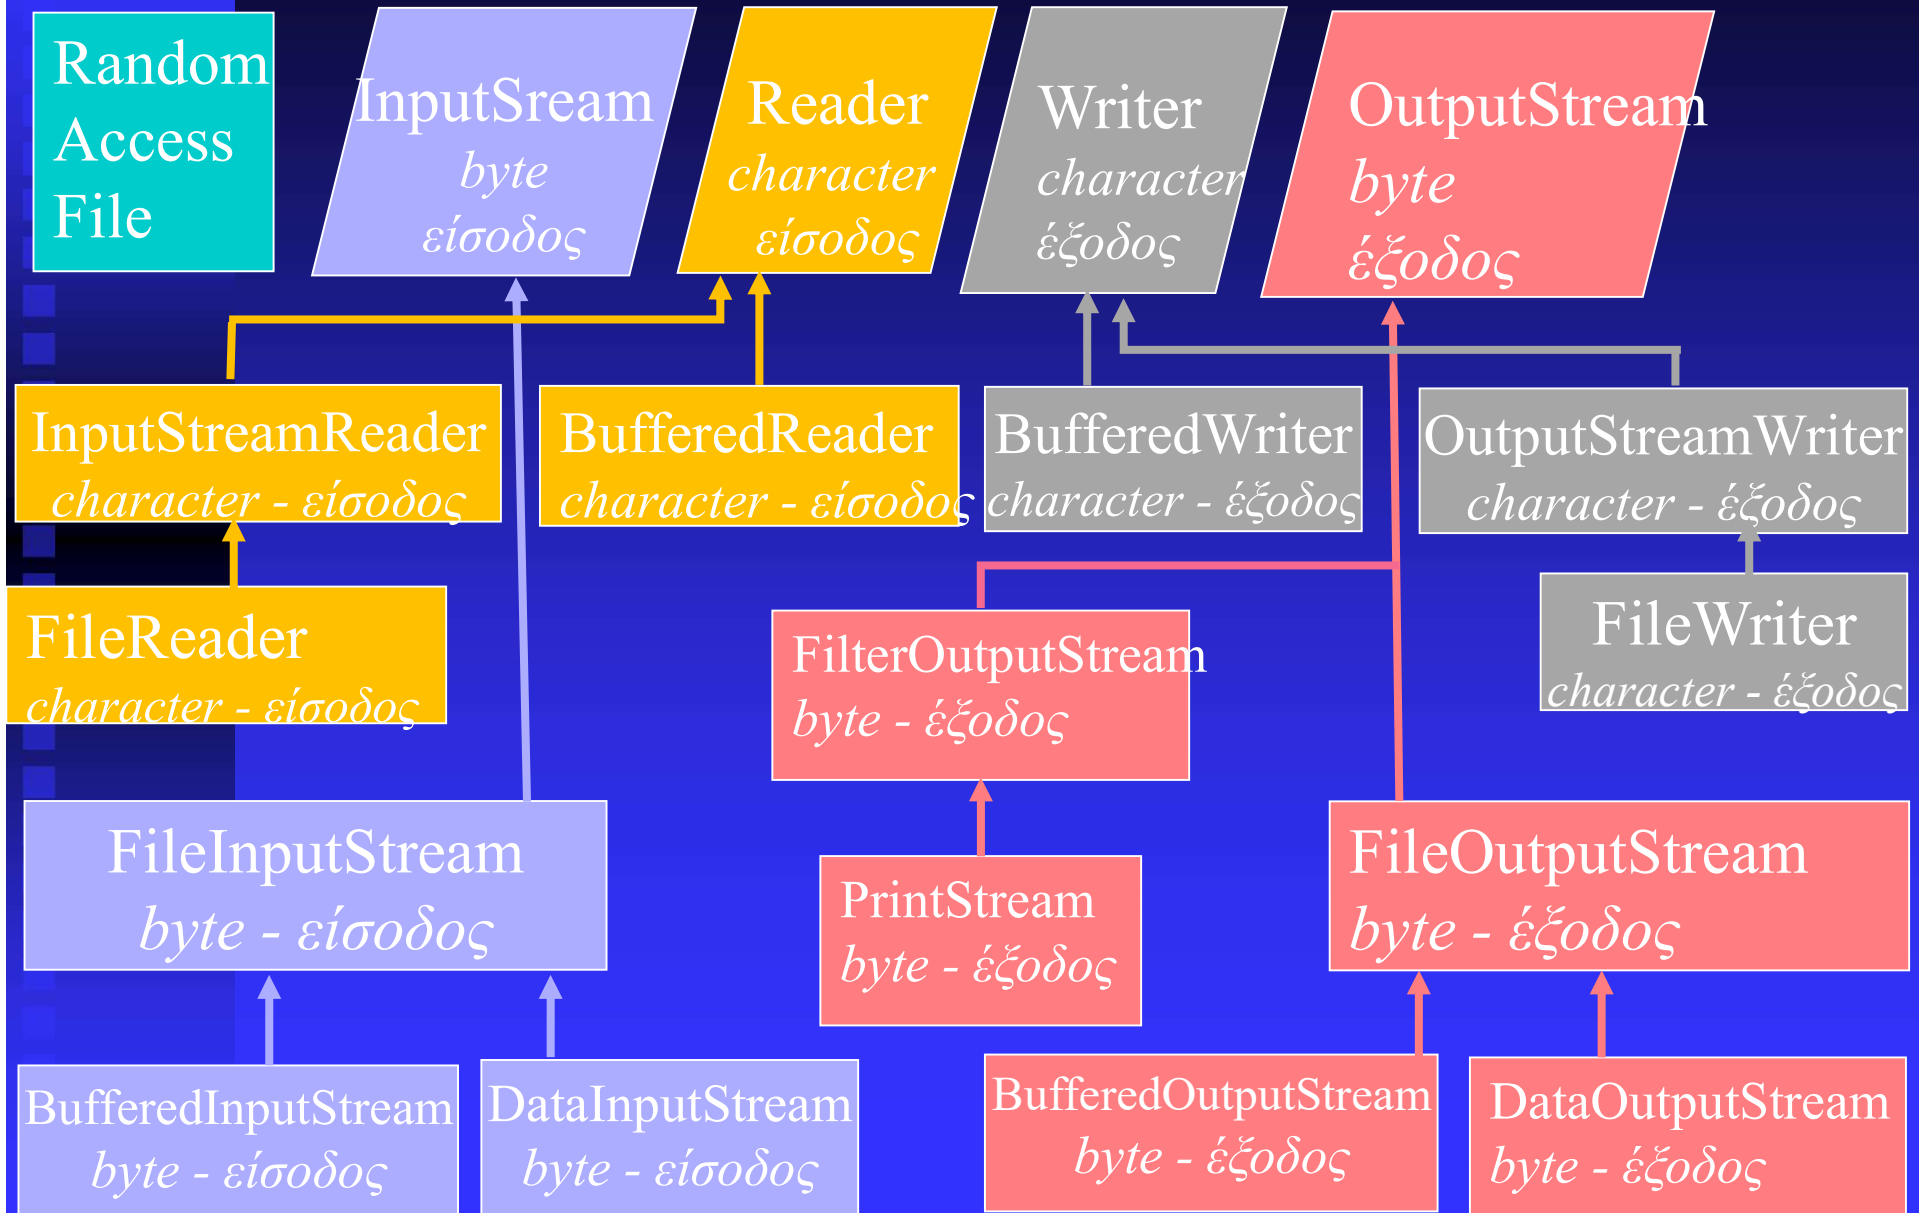 Random
Access
File
InputSream
byte
είσοδος
Reader
character
είσοδος
Writer
character
έξοδος
OutputStream
byte
έξοδος
InputStreamReader
character - είσοδος
BufferedReader
character - είσοδος
BufferedWriter
character - έξοδος
OutputStreamWriter
character - έξοδος
FileReader
character - είσοδος
FilterOutputStream
byte - έξοδος
FileWriter
character - έξοδος
FileInputStream
byte - είσοδος
PrintStream
byte - έξοδος
FileOutputStream
byte - έξοδος
BufferedInputStream
byte - είσοδος
DataInputStream
byte - είσοδος
BufferedOutputStream
byte - έξοδος
DataOutputStream
byte - έξοδος